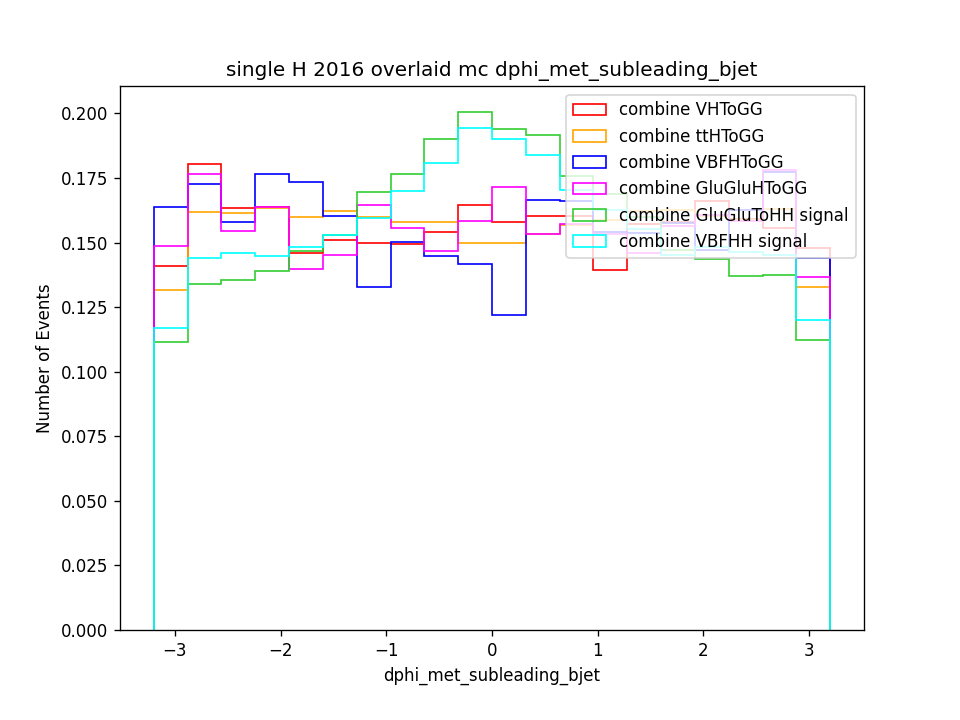 single H 2016 overlaid mc dphi_met_subleading_bjet
combine VHToGG
combine ttHToGG
combine VBFHToGG
combine GluGluHToGG
combine GluGluToHH signal
combine VBFHH signal
Number of Events
0.200
0.175
0.150
0.125
0.100
0.075
0.050
0.025
0.000
−3
−2
−1
0
1
2
3
dphi_met_subleading_bjet